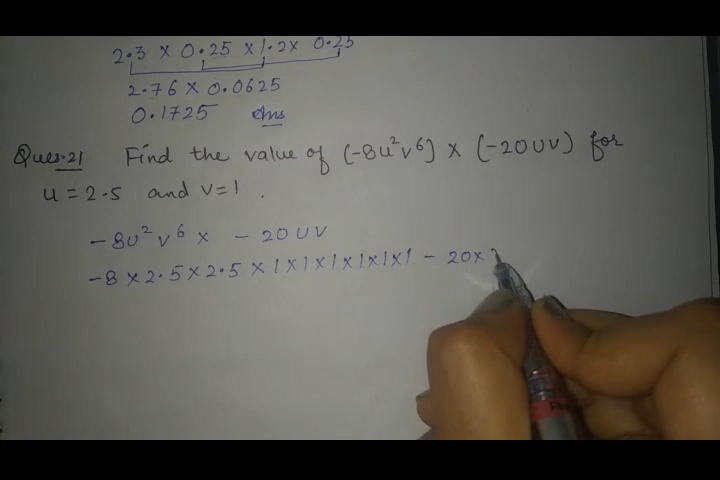 2.3 × 0.25 × 1.2 × 0.25
2.76 × 0.0625
0.1725 Ans
Ques.21 Find the value of (-8u²v⁶) × (-20uv) for
u = 2.5 and v=1.
-8u²v⁶ × -20uv
-8 × 2.5 × 2.5 × 1×1×1×1×1×1. - 20×